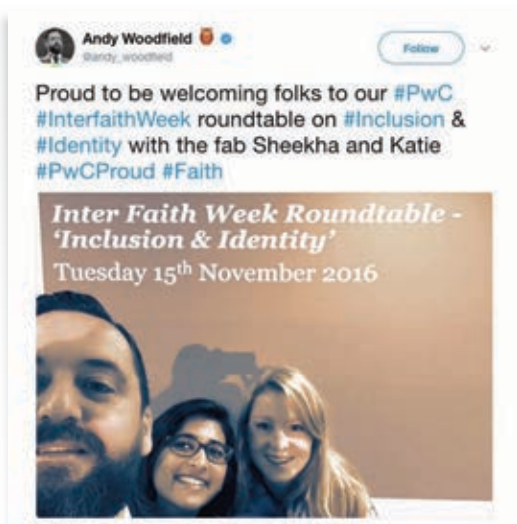 Andy Woodfield
@andy_woodfield
Follow
Proud to be welcoming folks to our #PwC
#InterfaithWeek roundtable on #Inclusion &
#Identity with the fab Sheekha and Katie
#PwCProud #Faith
Inter Faith Week Roundtable -
‘Inclusion & Identity’
Tuesday 15th November 2016